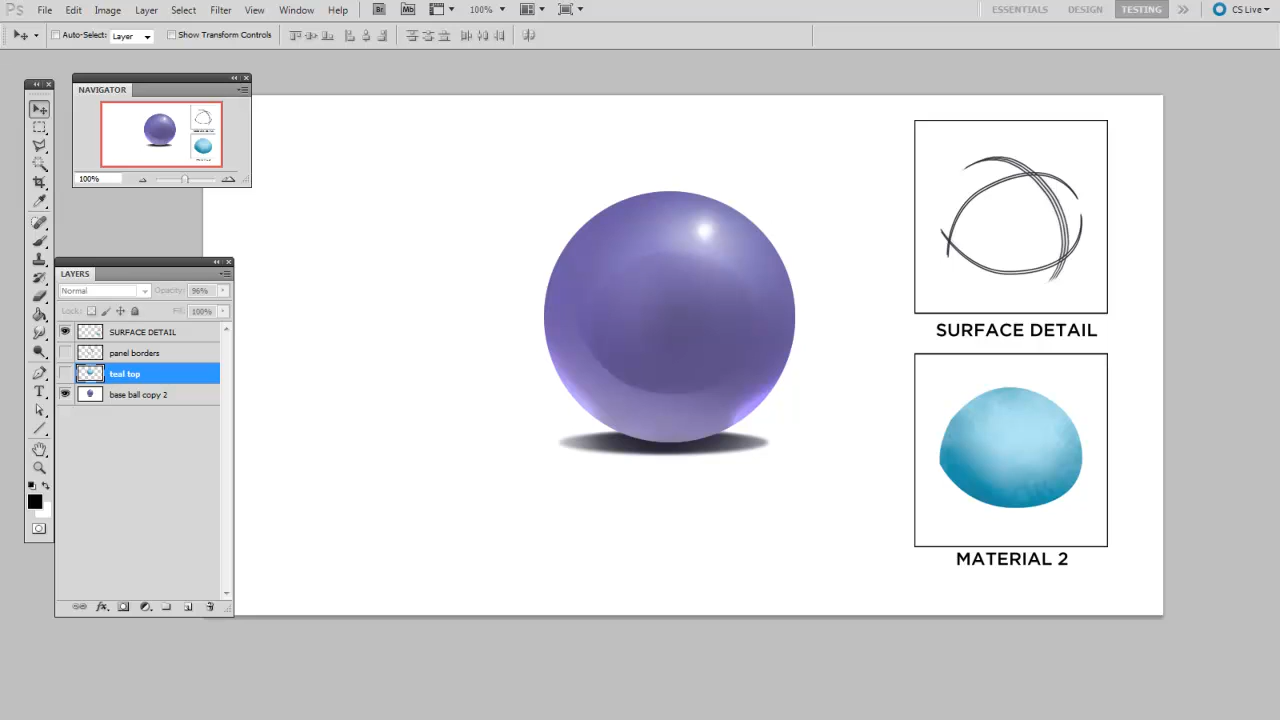 Ps File Edit Image Layer Select Filter View Window Help Br Mb 100% ESSENTIALS DESIGN TESTING CS Live
Auto-Select: Layer Show Transform Controls
NAVIGATOR
100%
LAYERS
Normal Opacity: 96%
Lock: Fill: 100%
SURFACE DETAIL
panel borders
teal top
base ball copy 2
SURFACE DETAIL
MATERIAL 2